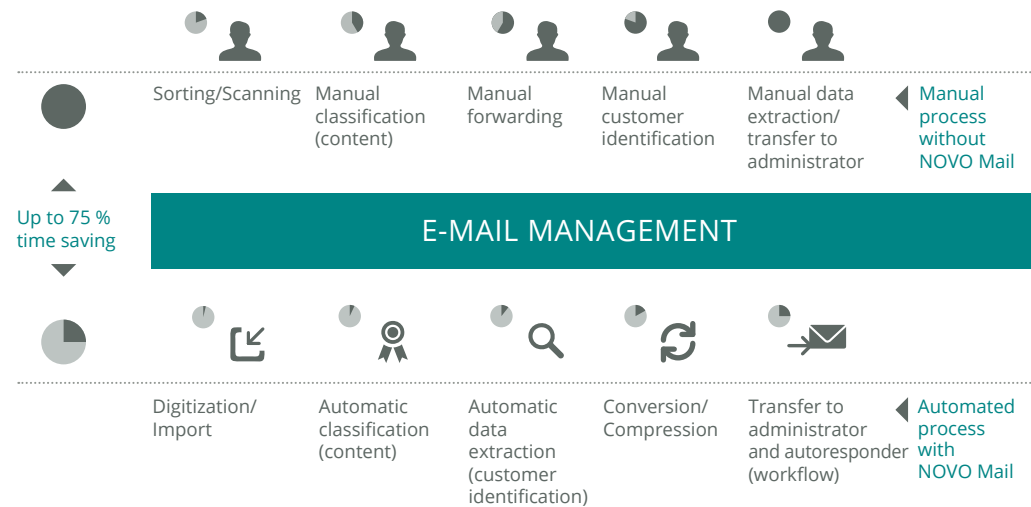 Sorting/Scanning
Manual
classification
(content)
Manual
forwarding
Manual
customer
identification
Manual data
extraction/
transfer to
administrator
Manual
process
without
NOVO Mail
Up to 75 %
time saving
E-MAIL MANAGEMENT
Digitization/
Import
Automatic
classification
(content)
Automatic
data
extraction
(customer
identification)
Conversion/
Compression
Transfer to
administrator
and autoresponder
(workflow)
Automated
process
with
NOVO Mail